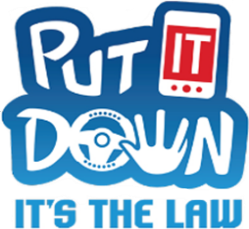 PUT IT
DOWN
IT'S THE LAW